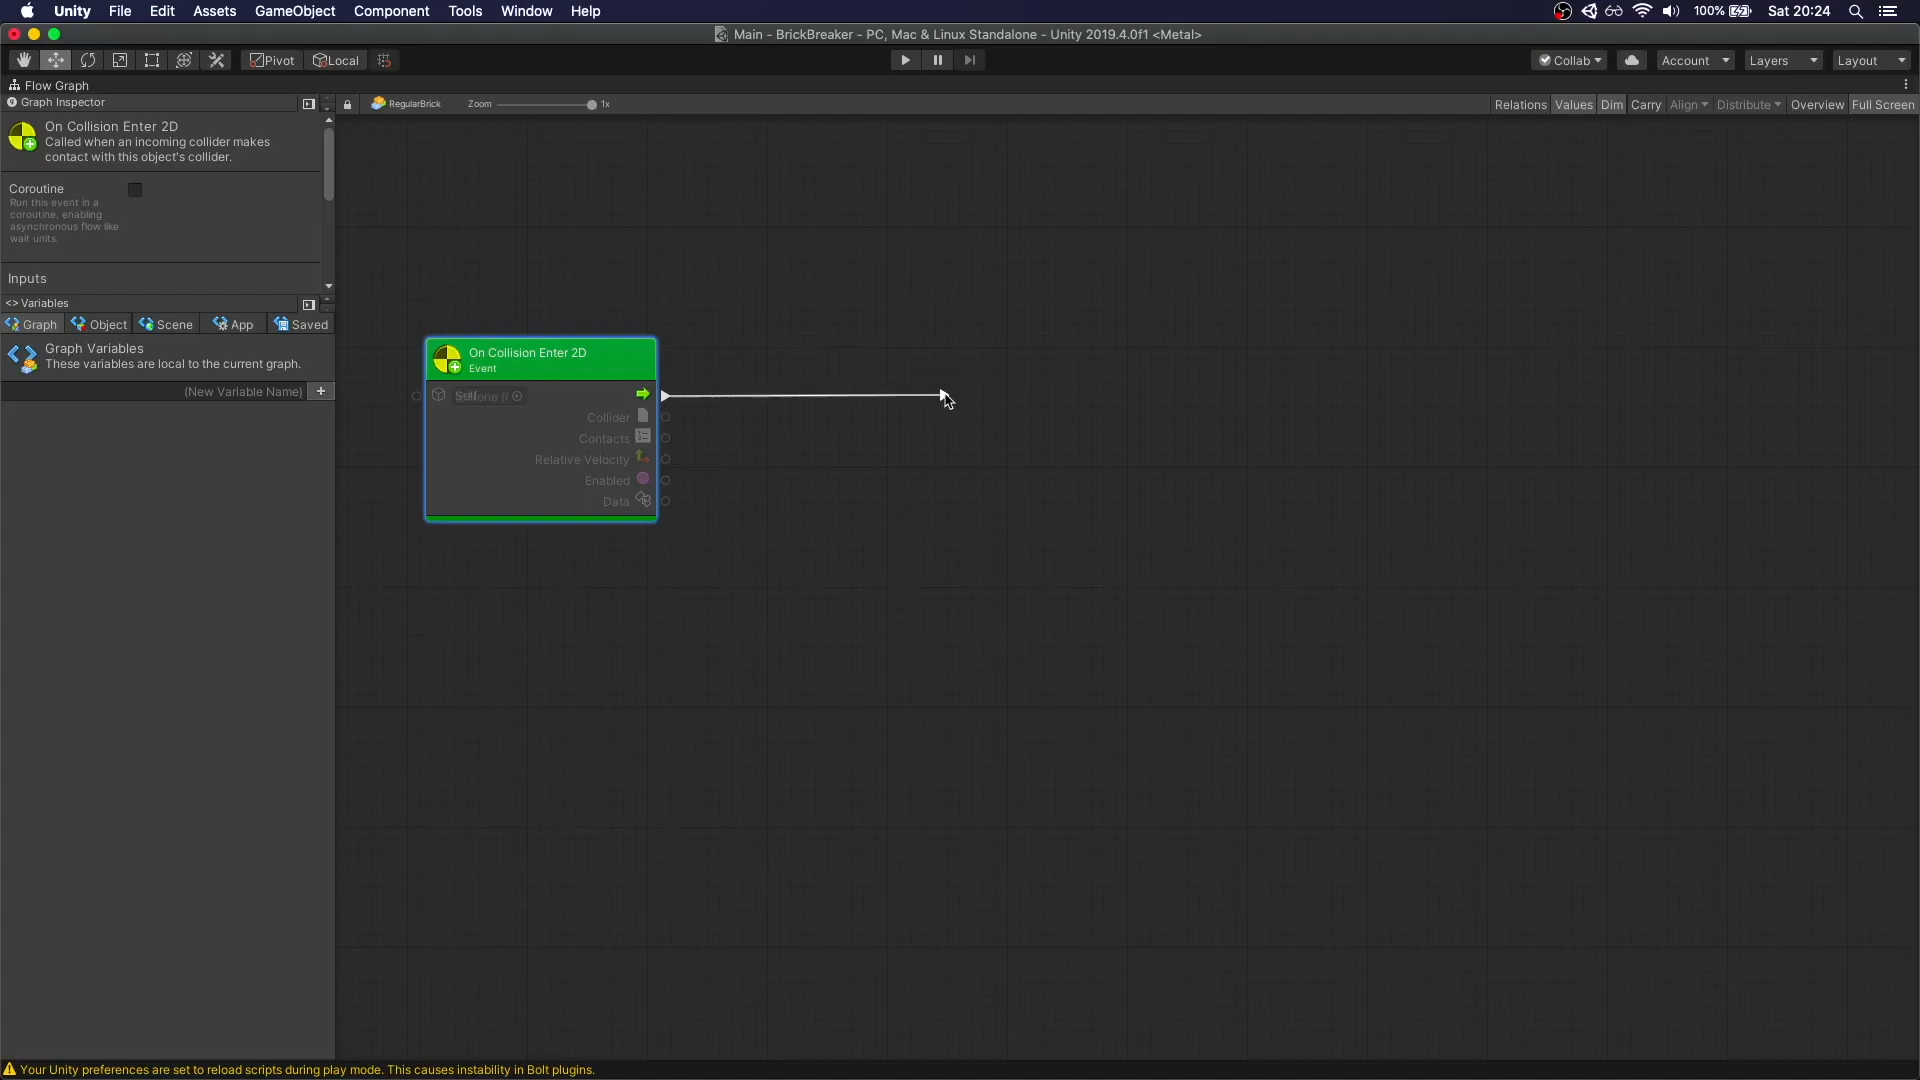 Unity File Edit Assets GameObject Component Tools Window Help 100% Sat 20:24
Main - BrickBreaker - PC, Mac & Linux Standalone - Unity 2019.4.0f1 <Metal>
Pivot Local Collab Account Layers Layout
Flow Graph
Graph Inspector
RegularBrick Zoom 1x Relations Values Dim Carry Align Distribute Overview Full Screen
On Collision Enter 2D
Called when an incoming collider makes
contact with this object's collider.
Coroutine
Run this event in a
coroutine, enabling
asynchronous flow like
wait units.
Inputs
<> Variables
Graph Object Scene App Saved
Graph Variables
These variables are local to the current graph.
(New Variable Name) +
On Collision Enter 2D
Event
Self
Collider
Contacts
Relative Velocity
Enabled
Data
Your Unity preferences are set to reload scripts during play mode. This causes instability in Bolt plugins.